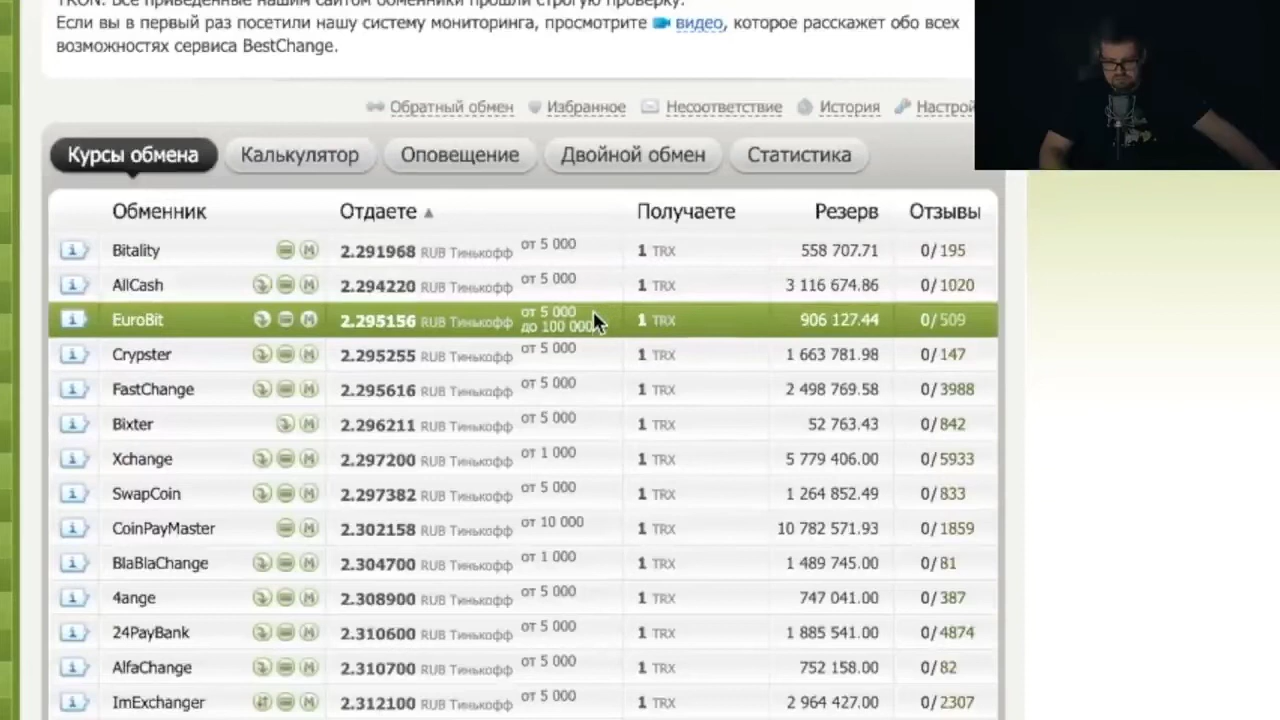 TRON. Все приведенные нашим сайтом обменники прошли строгую проверку.
Если вы в первый раз посетили нашу систему мониторинга, просмотрите видео, которое расскажет обо всех
возможностях сервиса BestChange.
Обратный обмен Избранное Несоответствие История Настрой
Курсы обмена Калькулятор Оповещение Двойной обмен Статистика
Обменник Отдаете ▲ Получаете Резерв Отзывы
Bitality M 2.291968 RUB Тинькофф от 5 000 1 TRX 558 707.71 0/195
AllCash M 2.294220 RUB Тинькофф от 5 000 1 TRX 3 116 674.86 0/1020
EuroBit M 2.295156 RUB Тинькофф от 5 000 до 100 000 1 TRX 906 127.44 0/509
Crypster M 2.295255 RUB Тинькофф от 5 000 1 TRX 1 663 781.98 0/147
FastChange M 2.295616 RUB Тинькофф от 5 000 1 TRX 2 498 769.58 0/3988
Bixter M 2.296211 RUB Тинькофф от 5 000 1 TRX 52 763.43 0/842
Xchange M 2.297200 RUB Тинькофф от 1 000 1 TRX 5 779 406.00 0/5933
SwapCoin M 2.297382 RUB Тинькофф от 5 000 1 TRX 1 264 852.49 0/833
CoinPayMaster M 2.302158 RUB Тинькофф от 10 000 1 TRX 10 782 571.93 0/1859
BlaBlaChange M 2.304700 RUB Тинькофф от 1 000 1 TRX 1 489 745.00 0/81
4ange M 2.308900 RUB Тинькофф от 5 000 1 TRX 747 041.00 0/387
24PayBank M 2.310600 RUB Тинькофф от 5 000 1 TRX 1 885 541.00 0/4874
AlfaChange M 2.310700 RUB Тинькофф от 5 000 1 TRX 752 158.00 0/82
ImExchanger M 2.312100 RUB Тинькофф от 5 000 1 TRX 2 964 427.00 0/2307